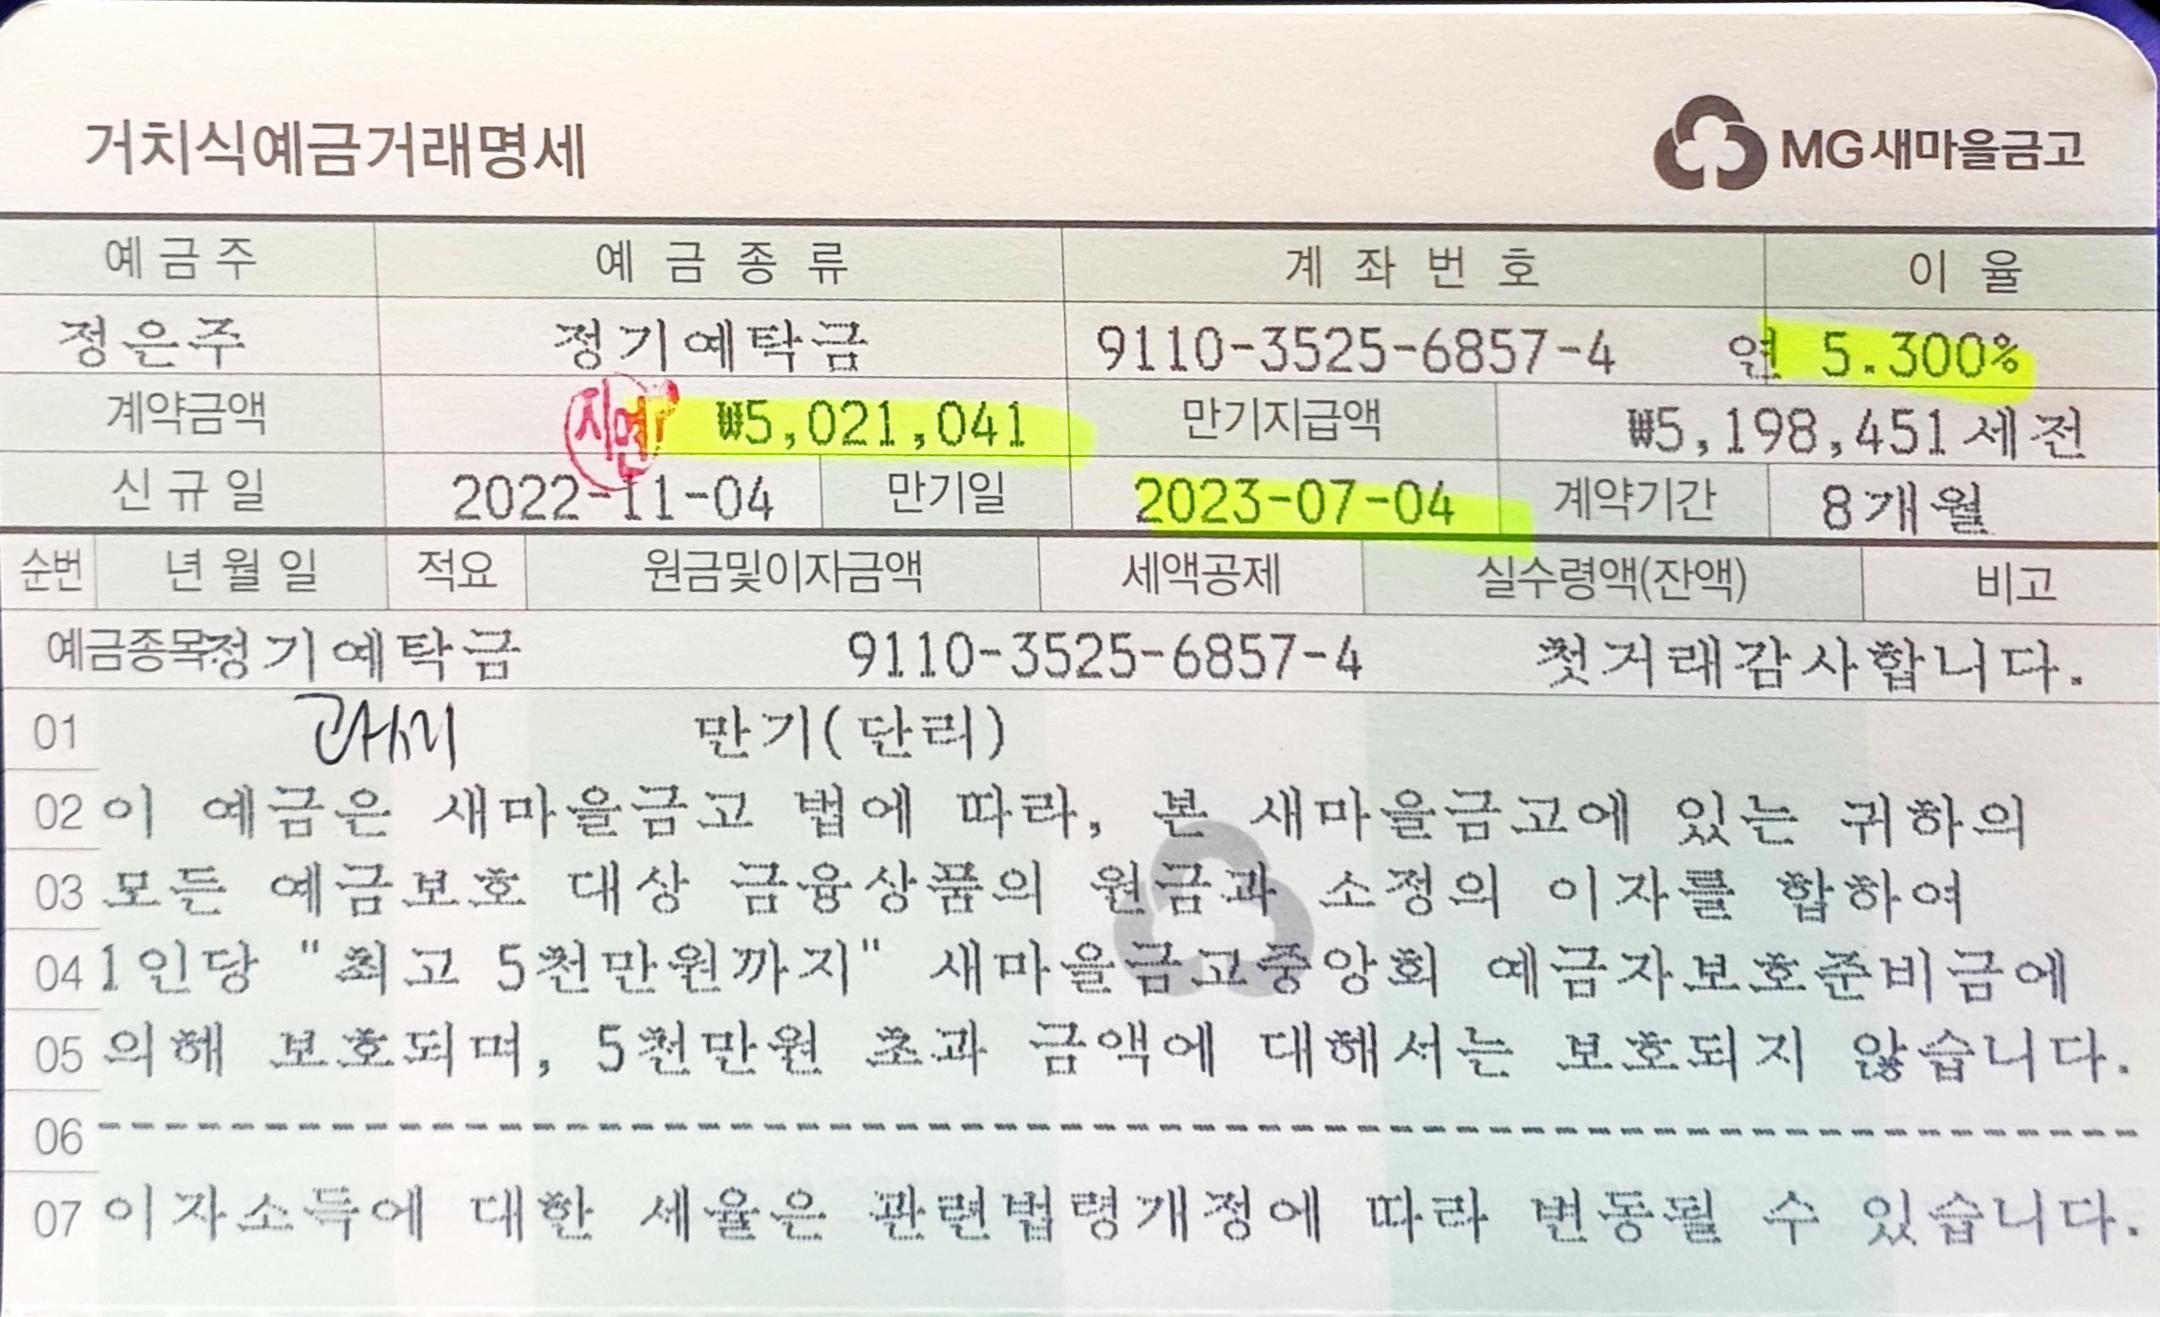 거치식예금거래명세
MG새마을금고
예금주 예금종류 계좌번호 이율
정은주 정기예탁금 9110-3525-6857-4 연 5.300%
계약금액 지연 ₩5,021,041 만기지급액 ₩5,198,451세전
신규일 2022-11-04 만기일 2023-07-04 계약기간 8개월
순번 년월일 적요 원금및이자금액 세액공제 실수령액(잔액) 비고
예금종목:정기예탁금 9110-3525-6857-4 첫거래감사합니다.
01 만기(단리)
02 이 예금은 새마을금고 법에 따라, 본 새마을금고에 있는 귀하의
03 모든 예금보호 대상 금융상품의 원금과 소정의 이자를 합하여
04 1인당 "최고 5천만원까지" 새마을금고중앙회 예금자보호준비금에
05 의해 보호되며, 5천만원 초과 금액에 대해서는 보호되지 않습니다.
06 --------------------------------
07 이자소득에 대한 세율은 관련법령개정에 따라 변동될 수 있습니다.